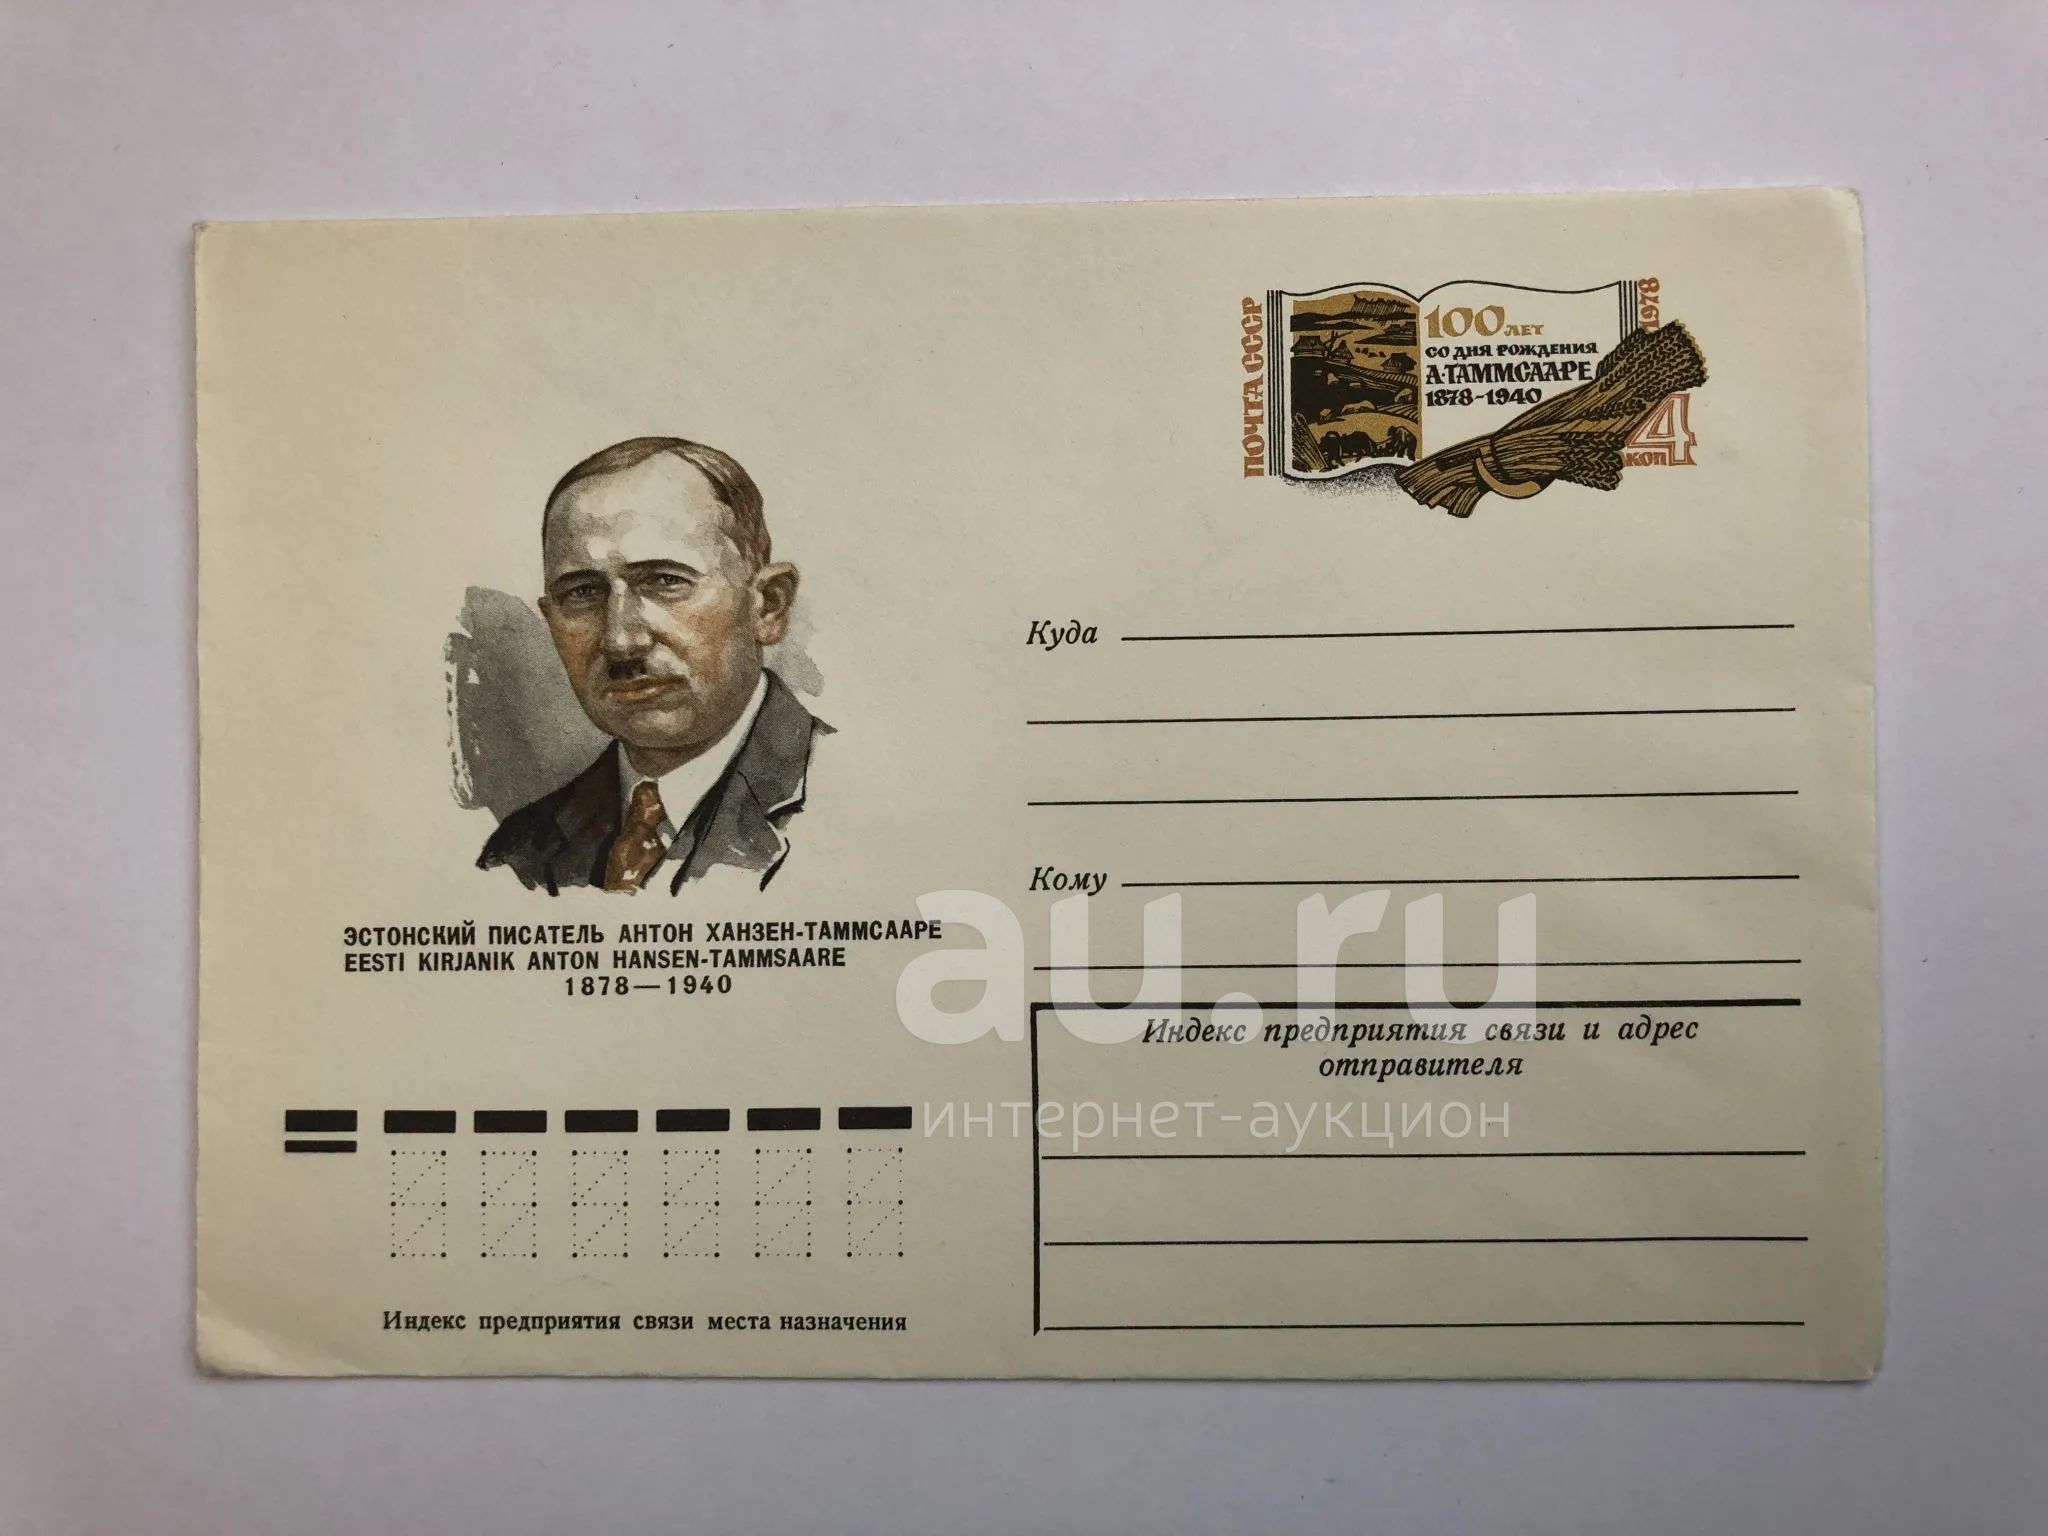 ПОЧТА СССР
1978
100 ЛЕТ
СО ДНЯ РОЖДЕНИЯ
А·ТАММСААРЕ
1878-1940
4
КОП
Куда
Кому
ЭСТОНСКИЙ ПИСАТЕЛЬ АНТОН ХАНЗЕН-ТАММСААРЕ
EESTI KIRJANIK ANTON HANSEN-TAMMSAARE
1878—1940
au.ru
интернет-аукцион
Индекс предприятия связи и адрес
отправителя
Индекс предприятия связи места назначения